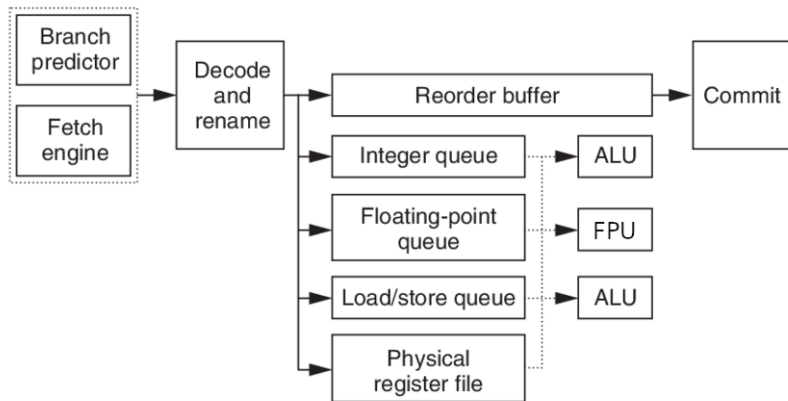 Branch
predictor
Fetch
engine
Decode
and
rename
Reorder buffer
Commit
Integer queue
ALU
Floating-point
queue
FPU
Load/store queue
ALU
Physical
register file